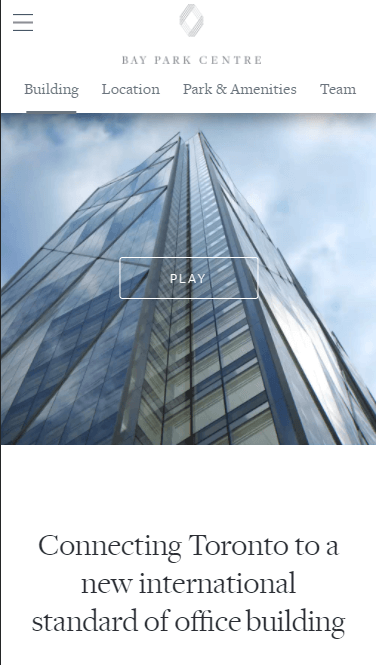 BAY PARK CENTRE
Building Location Park & Amenities Team
PLAY
Connecting Toronto to a
new international
standard of office building